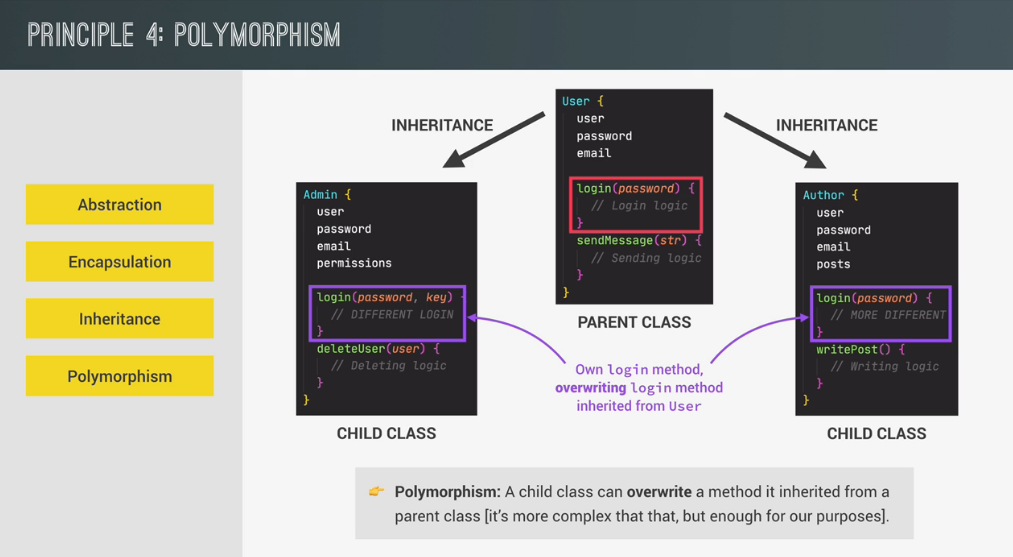 PRINCIPLE 4: POLYMORPHISM
Abstraction
Encapsulation
Inheritance
Polymorphism
INHERITANCE
INHERITANCE
User {
user
password
email
login(password) {
// Login logic
}
sendMessage(str) {
// Sending logic
}
}
PARENT CLASS
Admin {
user
password
email
permissions
login(password, key) {
// DIFFERENT LOGIN
}
deleteUser(user) {
// Deleting logic
}
}
CHILD CLASS
Author {
user
password
email
posts
login(password) {
// MORE DIFFERENT
}
writePost() {
// Writing logic
}
}
CHILD CLASS
Own login method,
overwriting login method
inherited from User
👉 Polymorphism: A child class can overwrite a method it inherited from a
parent class [it's more complex that that, but enough for our purposes].